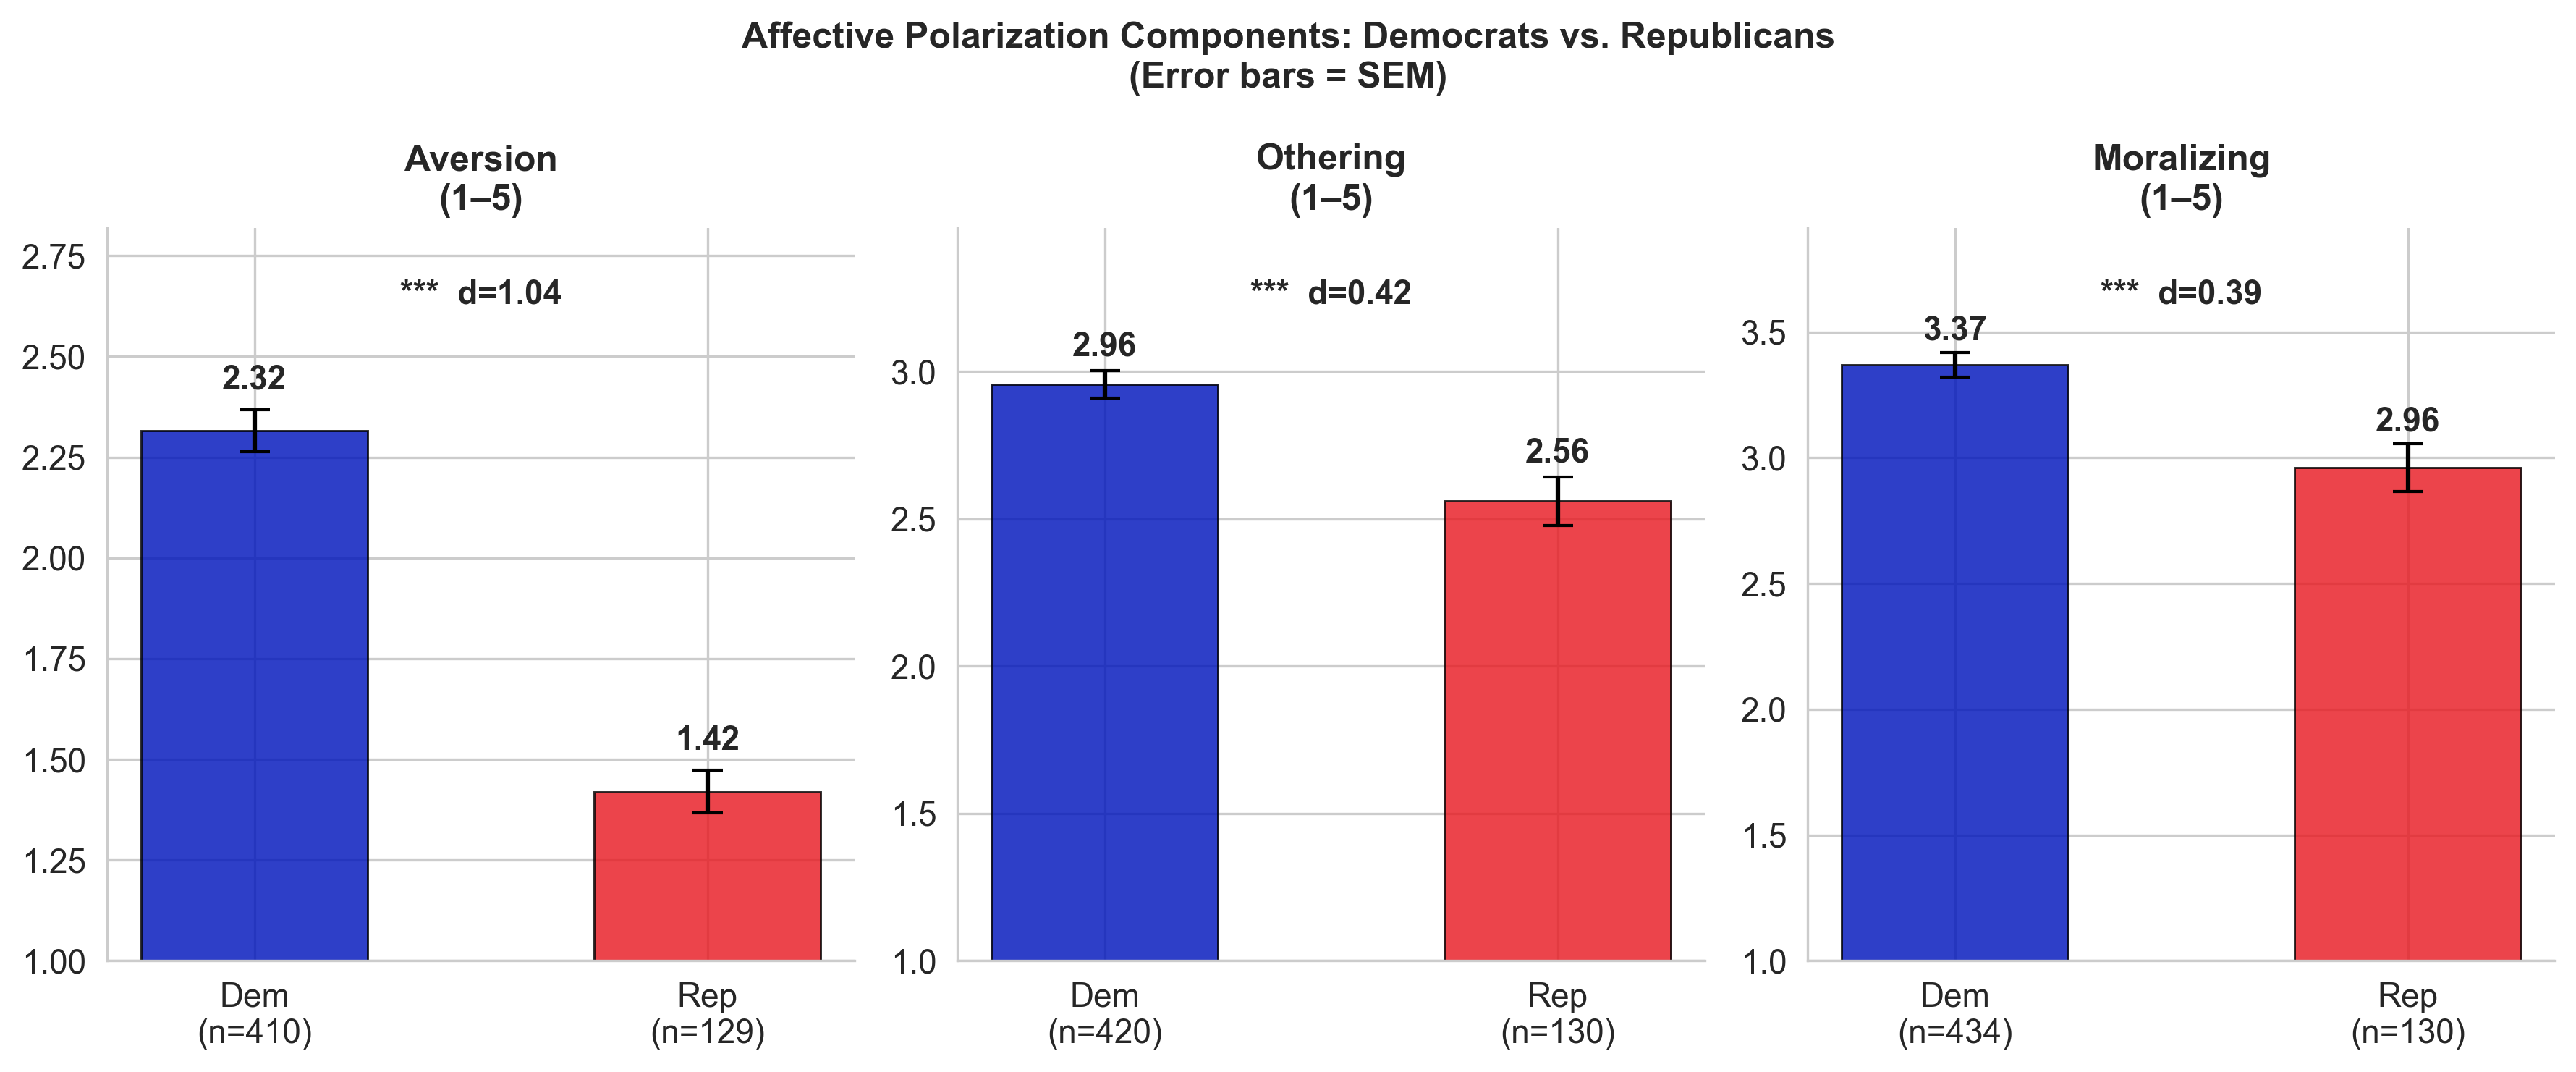 Affective Polarization Components: Democrats vs. Republicans
(Error bars = SEM)
Aversion
(1–5)
2.75
2.50
2.25
2.00
1.75
1.50
1.25
1.00
*** d=1.04
2.32
1.42
Dem
(n=410)
Rep
(n=129)
Othering
(1–5)
3.0
2.5
2.0
1.5
1.0
*** d=0.42
2.96
2.56
Dem
(n=420)
Rep
(n=130)
Moralizing
(1–5)
3.5
3.0
2.5
2.0
1.5
1.0
*** d=0.39
3.37
2.96
Dem
(n=434)
Rep
(n=130)